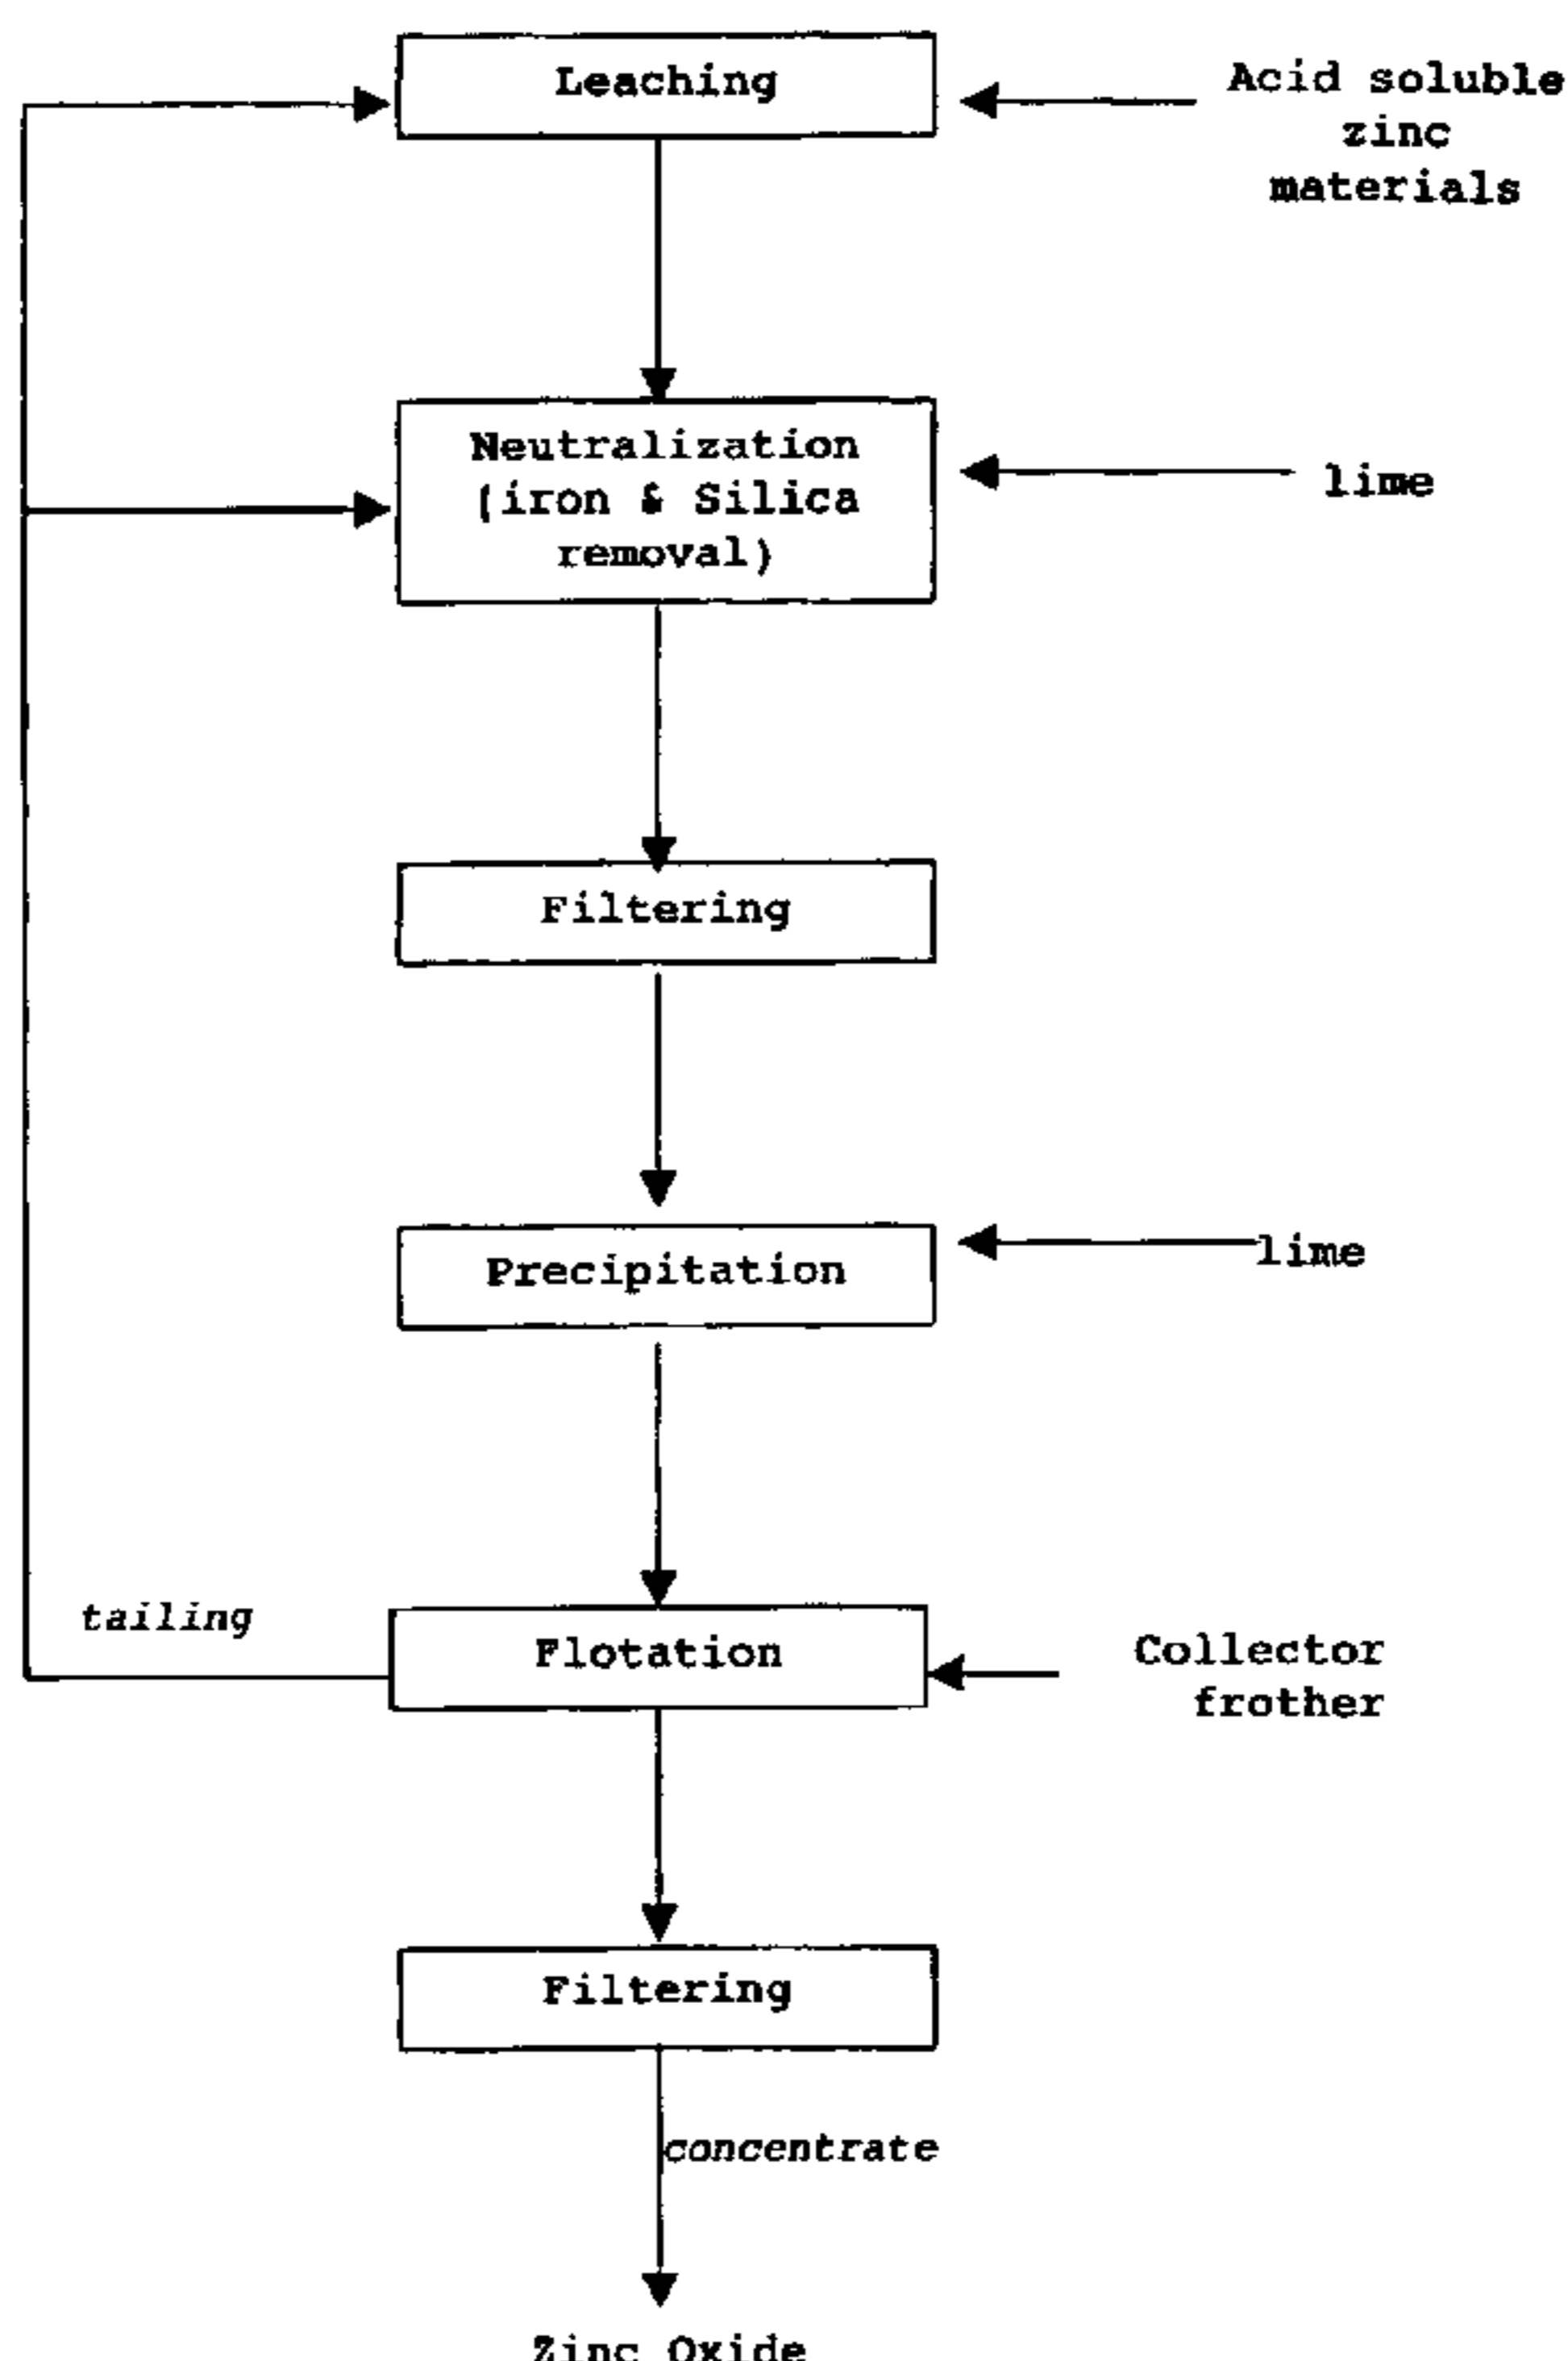 Leaching
Acid soluble
zinc
materials
Neutralization
(iron & Silica
removal)
lime
Filtering
Precipitation
lime
tailing
Flotation
Collector
frother
Filtering
concentrate
Zinc Oxide